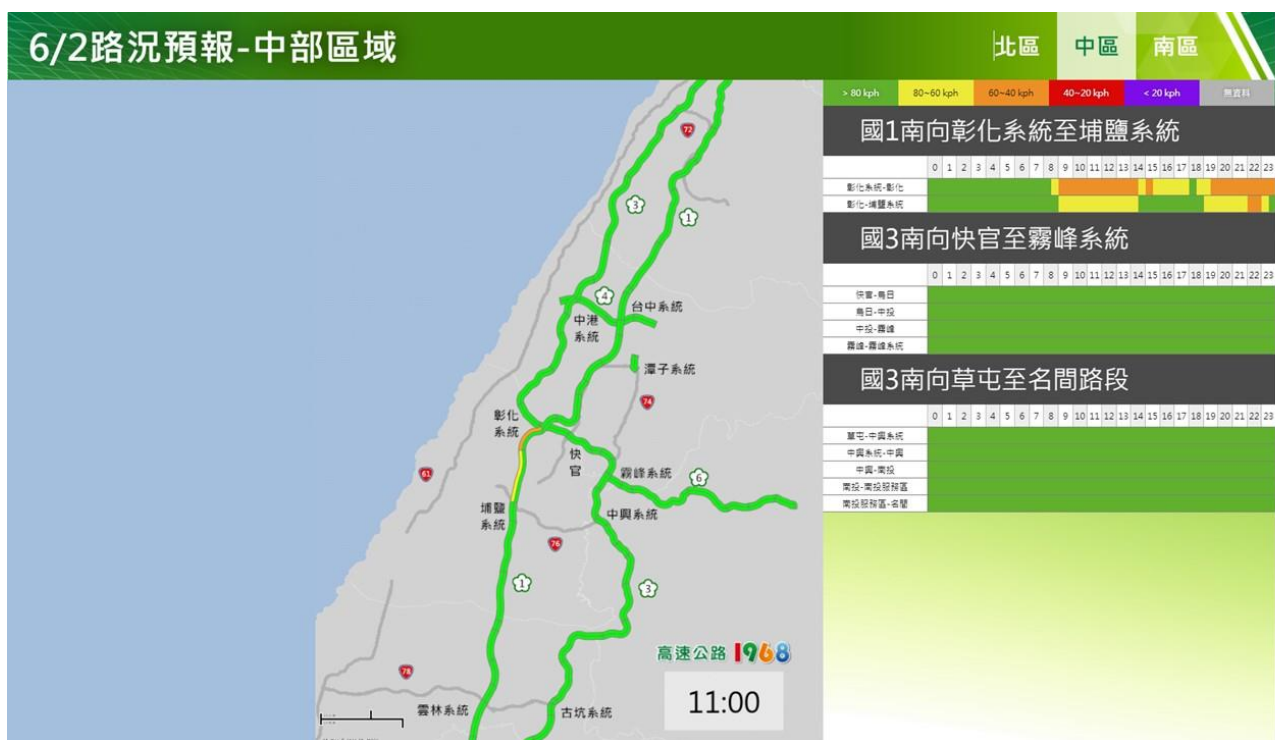 6/2路況預報-中部區域
北區
中區
南區
> 80 kph
80~60 kph
60~40 kph
40~20 kph
< 20 kph
無資料
72
3
1
4
台中系統
中港
系統
潭子系統
74
彰化
系統
快
官
61
霧峰系統
6
埔鹽
系統
中興系統
76
1
3
高速公路1968
78
雲林系統
古坑系統
11:00
國1南向彰化系統至埔鹽系統
0 1 2 3 4 5 6 7 8 9 10 11 12 13 14 15 16 17 18 19 20 21 22 23
彰化系統-彰化
彰化-埔鹽系統
國3南向快官至霧峰系統
0 1 2 3 4 5 6 7 8 9 10 11 12 13 14 15 16 17 18 19 20 21 22 23
快官-烏日
烏日-中投
中投-霧峰
霧峰-霧峰系統
國3南向草屯至名間路段
0 1 2 3 4 5 6 7 8 9 10 11 12 13 14 15 16 17 18 19 20 21 22 23
草屯-中興系統
中興系統-中興
中興-南投
南投-南投服務區
南投服務區-名間